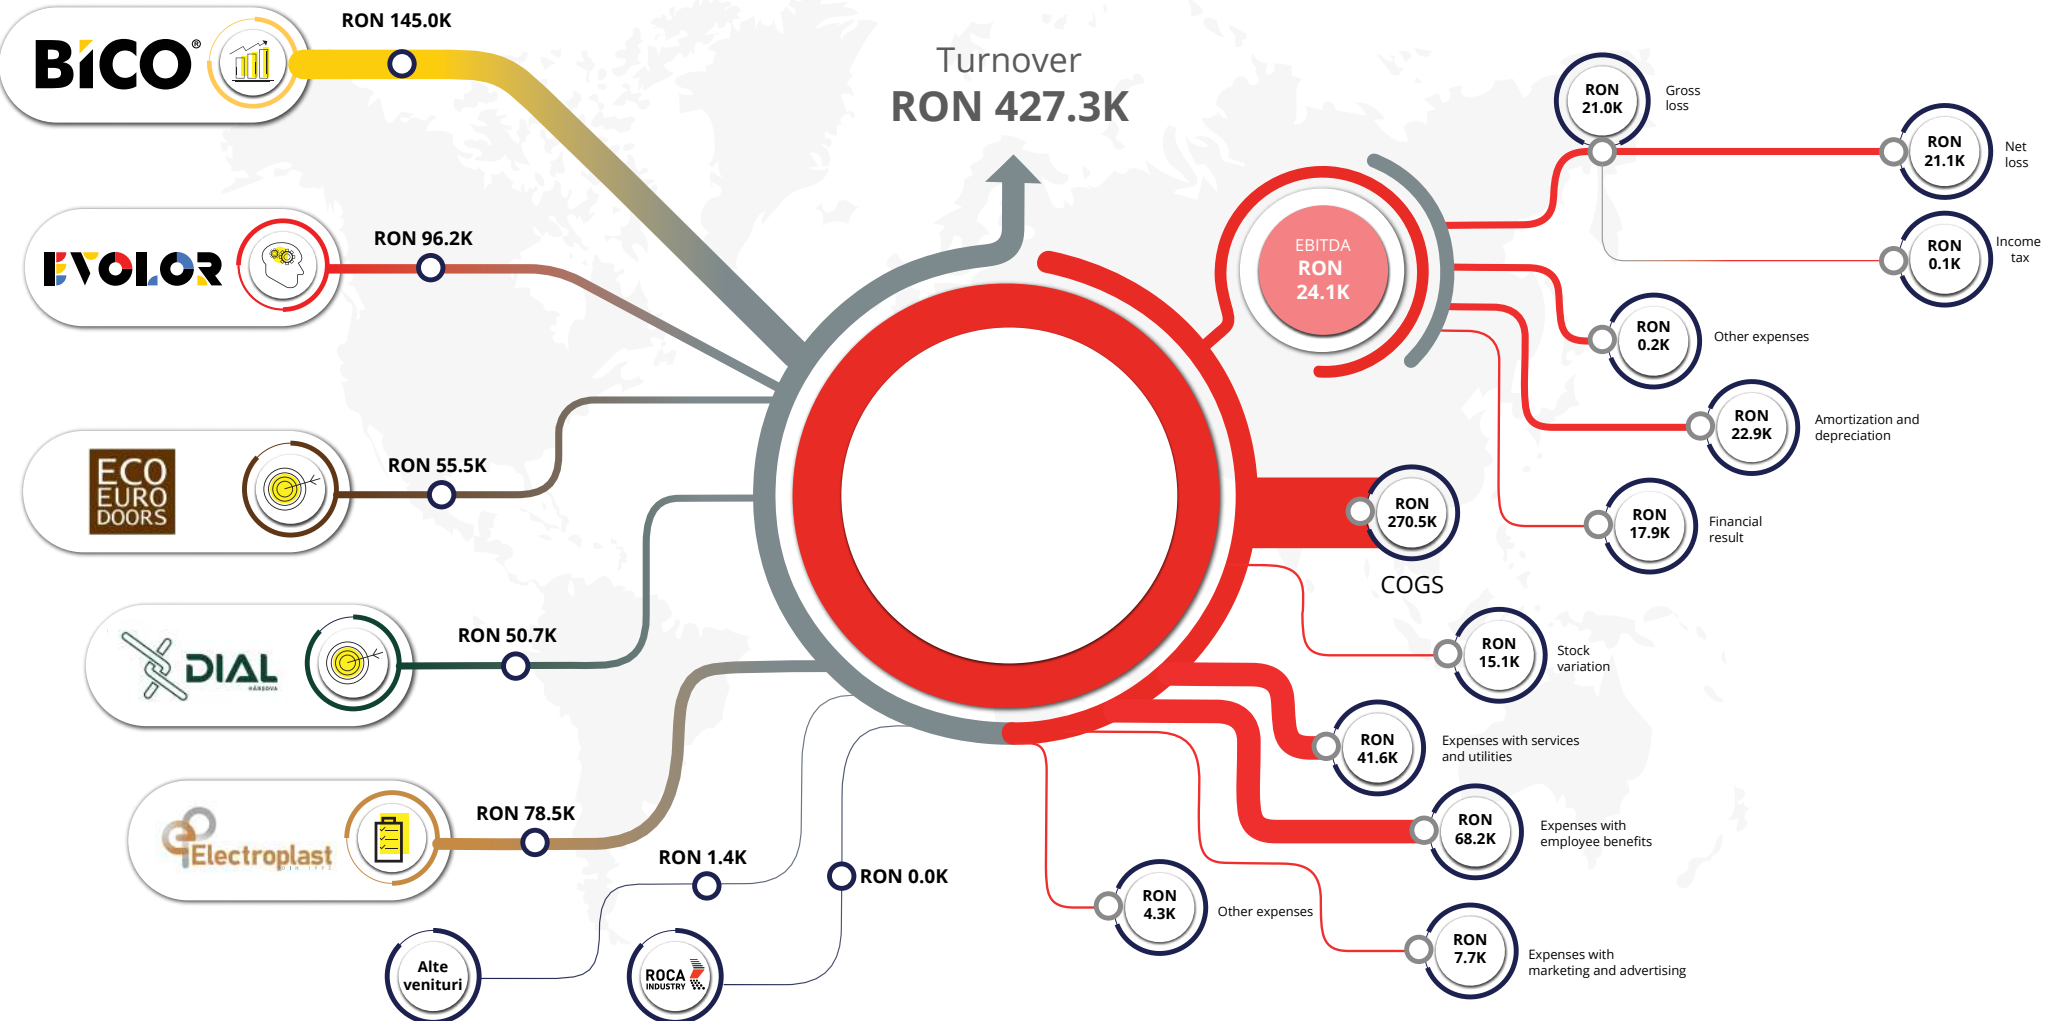 BiCO®
RON 145.0K
EVOLOR
RON 96.2K
ECO
EURO
DOORS
RON 55.5K
DIAL
HÂRȘOVA
RON 50.7K
Electroplast
DIN 1993
RON 78.5K
RON 1.4K
Alte
venituri
RON 0.0K
ROCA
INDUSTRY
Turnover
RON 427.3K
EBITDA
RON
24.1K
RON
21.0K
Gross
loss
RON
21.1K
Net
loss
RON
0.1K
Income
tax
RON
0.2K
Other expenses
RON
22.9K
Amortization and
depreciation
RON
17.9K
Financial
result
RON
270.5K
COGS
RON
15.1K
Stock
variation
RON
41.6K
Expenses with services
and utilities
RON
68.2K
Expenses with
employee benefits
RON
4.3K
Other expenses
RON
7.7K
Expenses with
marketing and advertising